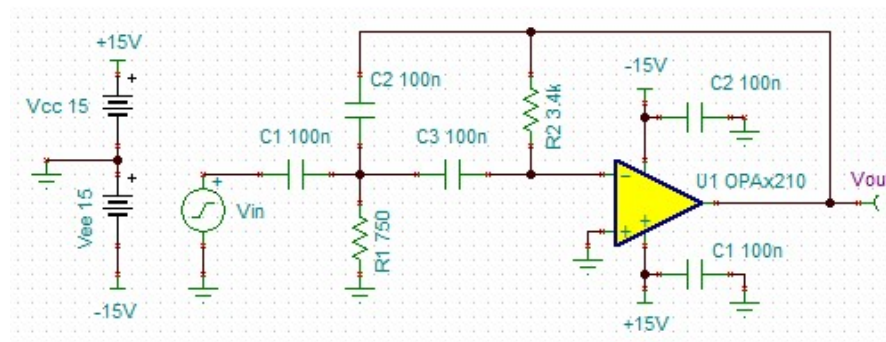 +15V
Vcc 15
Vee 15
-15V
Vin
C1 100n
C2 100n
C3 100n
R1 750
R2 3.4k
-15V
C2 100n
U1 OPAx210
Vou
C1 100n
+15V